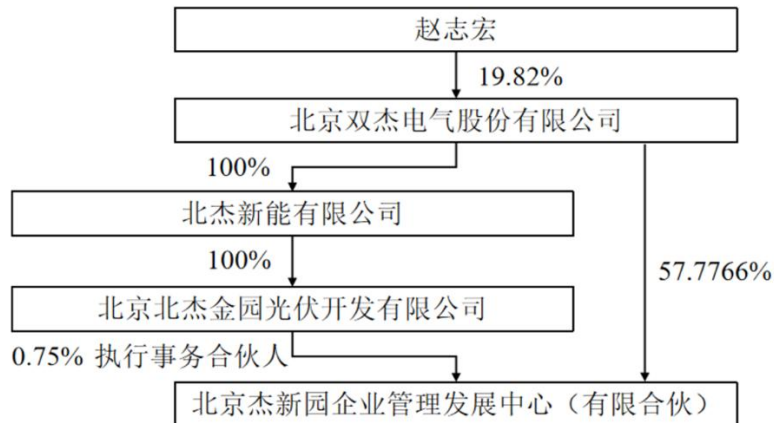 赵志宏
19.82%
北京双杰电气股份有限公司
100%
北杰新能有限公司
100%
57.7766%
北京北杰金园光伏开发有限公司
0.75% 执行事务合伙人
北京杰新园企业管理发展中心（有限合伙）